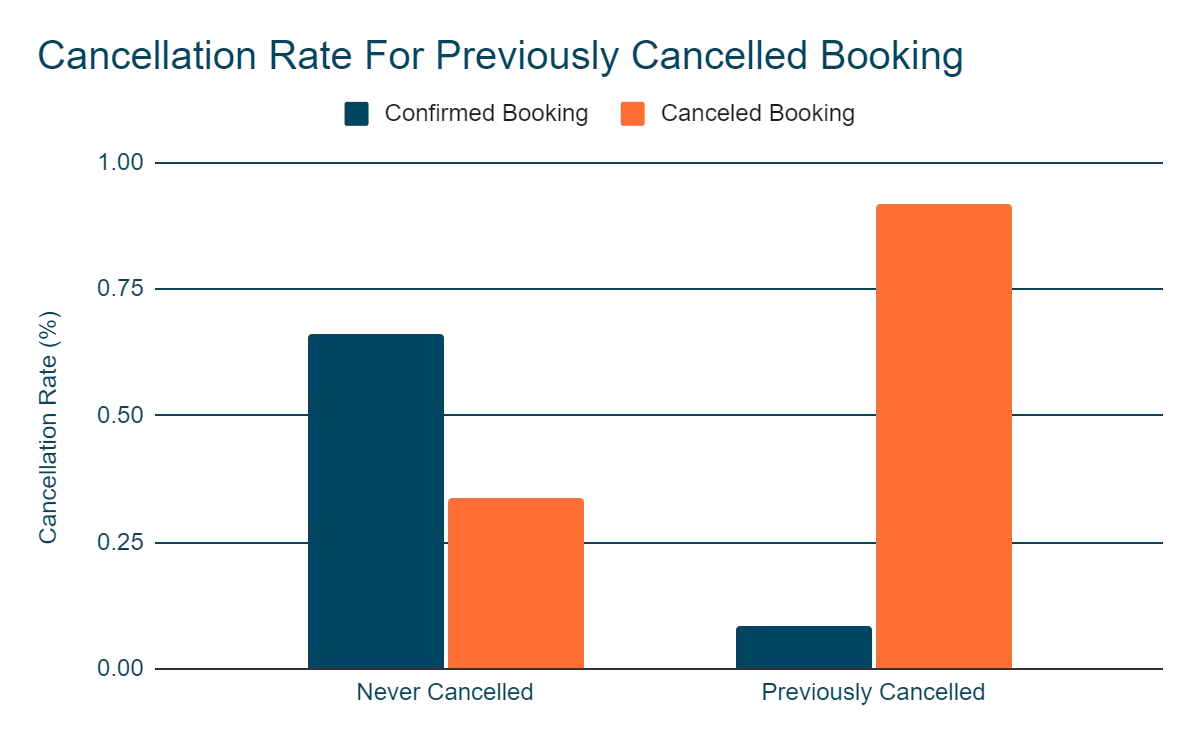 Cancellation Rate For Previously Cancelled Booking
Confirmed Booking Canceled Booking
1.00
0.75
0.50
0.25
0.00
Cancellation Rate (%)
Never Cancelled Previously Cancelled